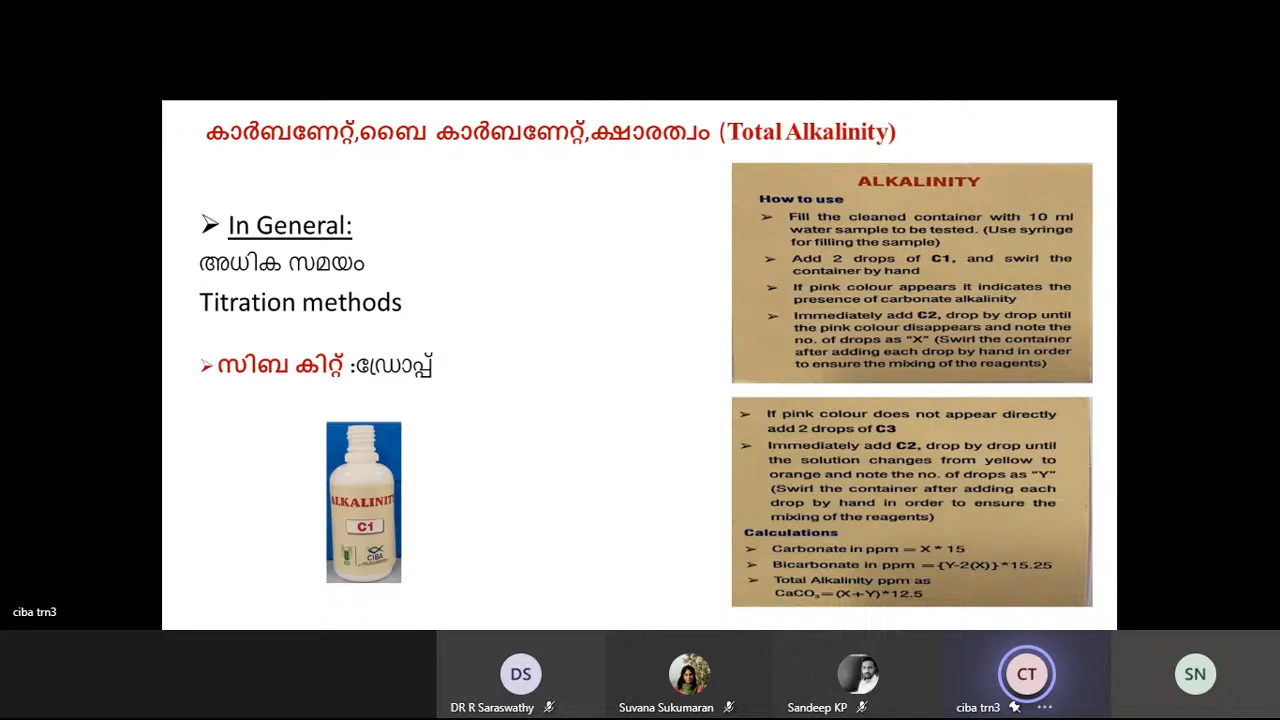 കാർബണേറ്റ്,ബൈ കാർബണേറ്റ്,ക്ഷാരത്വം (Total Alkalinity)
➢ In General:
അധിക സമയം
Titration methods
➢സിബ കിറ്റ് :ഡ്രോപ്പ്
ALKALINITY
C1
CIBA
ALKALINITY
How to use
➢ Fill the cleaned container with 10 ml
water sample to be tested. (Use syringe
for filling the sample)
➢ Add 2 drops of C1, and swirl the
container by hand
➢ If pink colour appears it indicates the
presence of carbonate alkalinity
➢ Immediately add C2, drop by drop until
the pink colour disappears and note the
no. of drops as "X" (Swirl the container
after adding each drop by hand in order
to ensure the mixing of the reagents)
➢ If pink colour does not appear directly
add 2 drops of C3
➢ Immediately add C2, drop by drop until
the solution changes from yellow to
orange and note the no. of drops as "Y"
(Swirl the container after adding each
drop by hand in order to ensure the
mixing of the reagents)
Calculations
➢ Carbonate in ppm = X * 15
➢ Bicarbonate in ppm ={Y-2(X)}*15.25
➢ Total Alkalinity ppm as
CaCO₃=(X+Y)*12.5
ciba trn3
DS
CT
SN
DR R Saraswathy
Suvana Sukumaran
Sandeep KP
ciba trn3